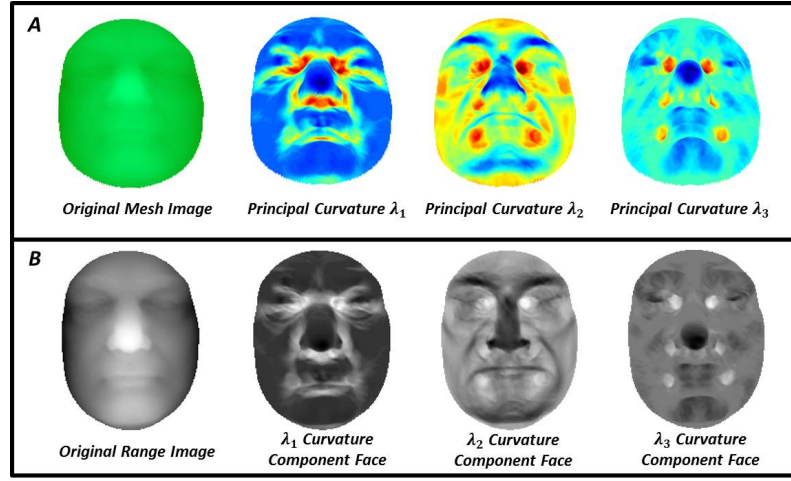 A
Original Mesh Image
Principal Curvature λ₁
Principal Curvature λ₂
Principal Curvature λ₃
B
Original Range Image
λ₁ Curvature
Component Face
λ₂ Curvature
Component Face
λ₃ Curvature
Component Face